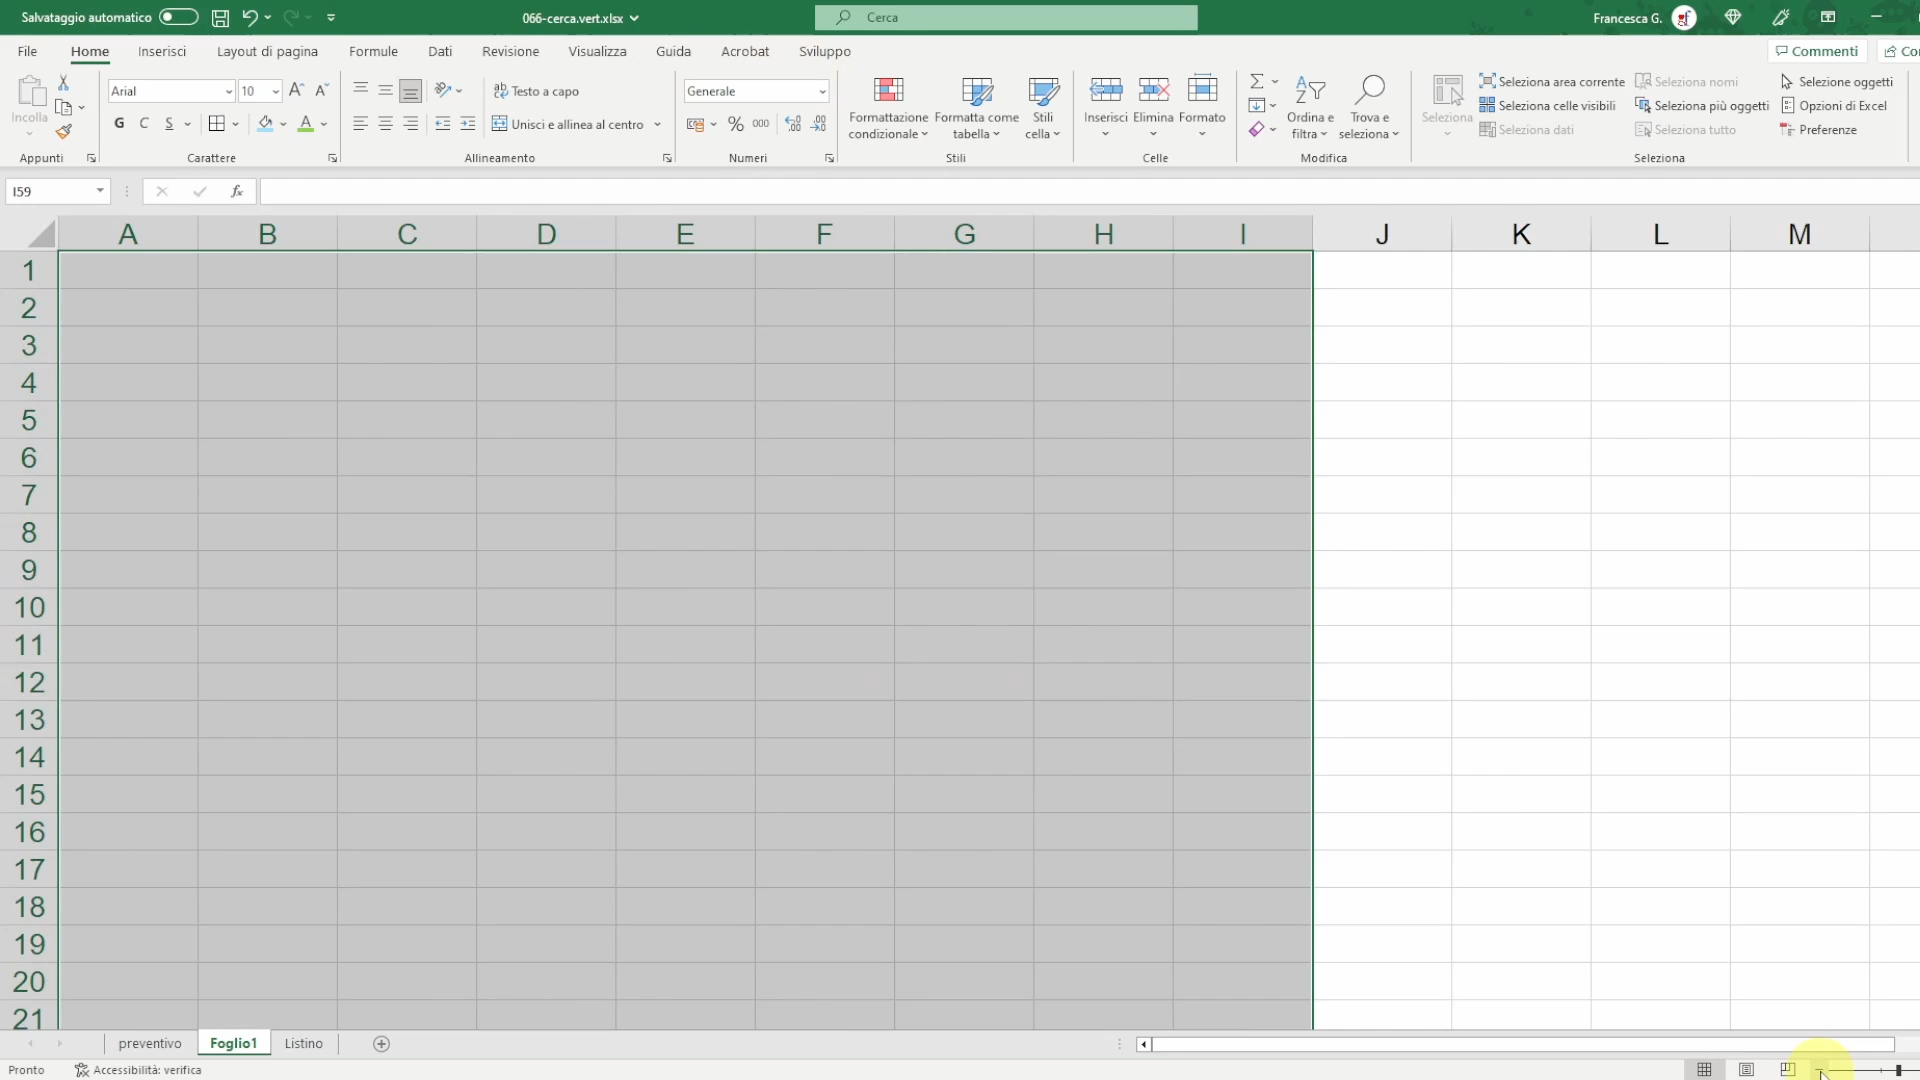 Salvataggio automatico
066-cerca.vert.xlsx
Cerca
Francesca G.
File Home Inserisci Layout di pagina Formule Dati Revisione Visualizza Guida Acrobat Sviluppo
Commenti
Incolla
Appunti
Arial 10
G C S
Carattere
Testo a capo
Unisci e allinea al centro
Allineamento
Generale
% 000
Numeri
Formattazione condizionale
Formatta come tabella
Stili cella
Stili
Inserisci Elimina Formato
Celle
Ordina e filtra
Trova e seleziona
Modifica
Seleziona
Seleziona area corrente
Seleziona celle visibili
Seleziona dati
Seleziona nomi
Seleziona più oggetti
Seleziona tutto
Selezione oggetti
Opzioni di Excel
Preferenze
Seleziona
I59
fx
A B C D E F G H I J K L M
1
2
3
4
5
6
7
8
9
10
11
12
13
14
15
16
17
18
19
20
21
preventivo Foglio1 Listino
Pronto Accessibilità: verifica